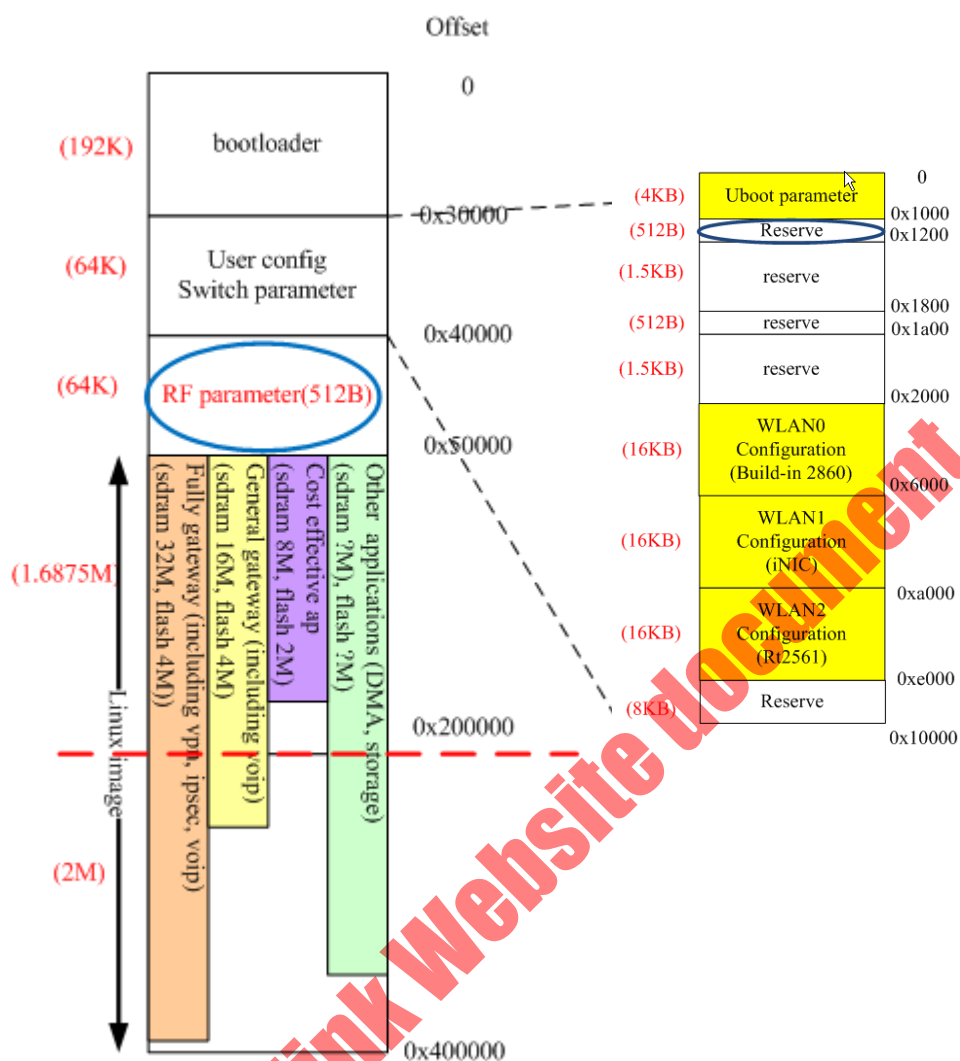 Offset
0
bootloader
(192K)
0x30000
User config
Switch parameter
(64K)
0x40000
RF parameter(512B)
(64K)
0x50000
Fully gateway (including vpn, ipsec, voip)
(sdram 32M, flash 4M))
General gateway (including voip)
(sdram 16M, flash 4M)
Cost effective ap
(sdram 8M, flash 2M)
Other applications (DMA, storage)
(sdram ?M), flash ?M)
(1.6875M)
Linux image
0x200000
(2M)
0x400000
0
(4KB)
Uboot parameter
0x1000
(512B)
Reserve
0x1200
(1.5KB)
reserve
0x1800
(512B)
reserve
0x1a00
(1.5KB)
reserve
0x2000
WLAN0
(16KB)
Configuration
(Build-in 2860)
0x6000
WLAN1
(16KB)
Configuration
(iNIC)
0xa000
WLAN2
(16KB)
Configuration
(Rt2561)
0xe000
(8KB)
Reserve
0x10000
Website document